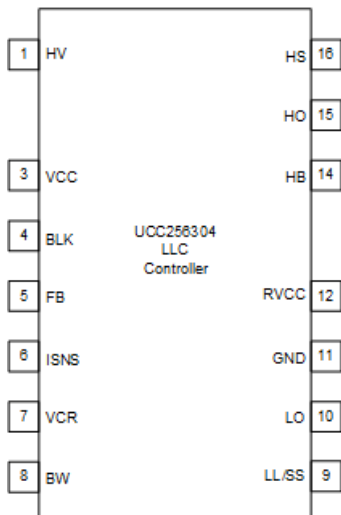 1 HV HS 16
HO 15
3 VCC HB 14
4 BLK
UCC256304
LLC
Controller
5 FB RVCC 12
6 ISNS GND 11
7 VCR LO 10
8 BW LL/SS 9